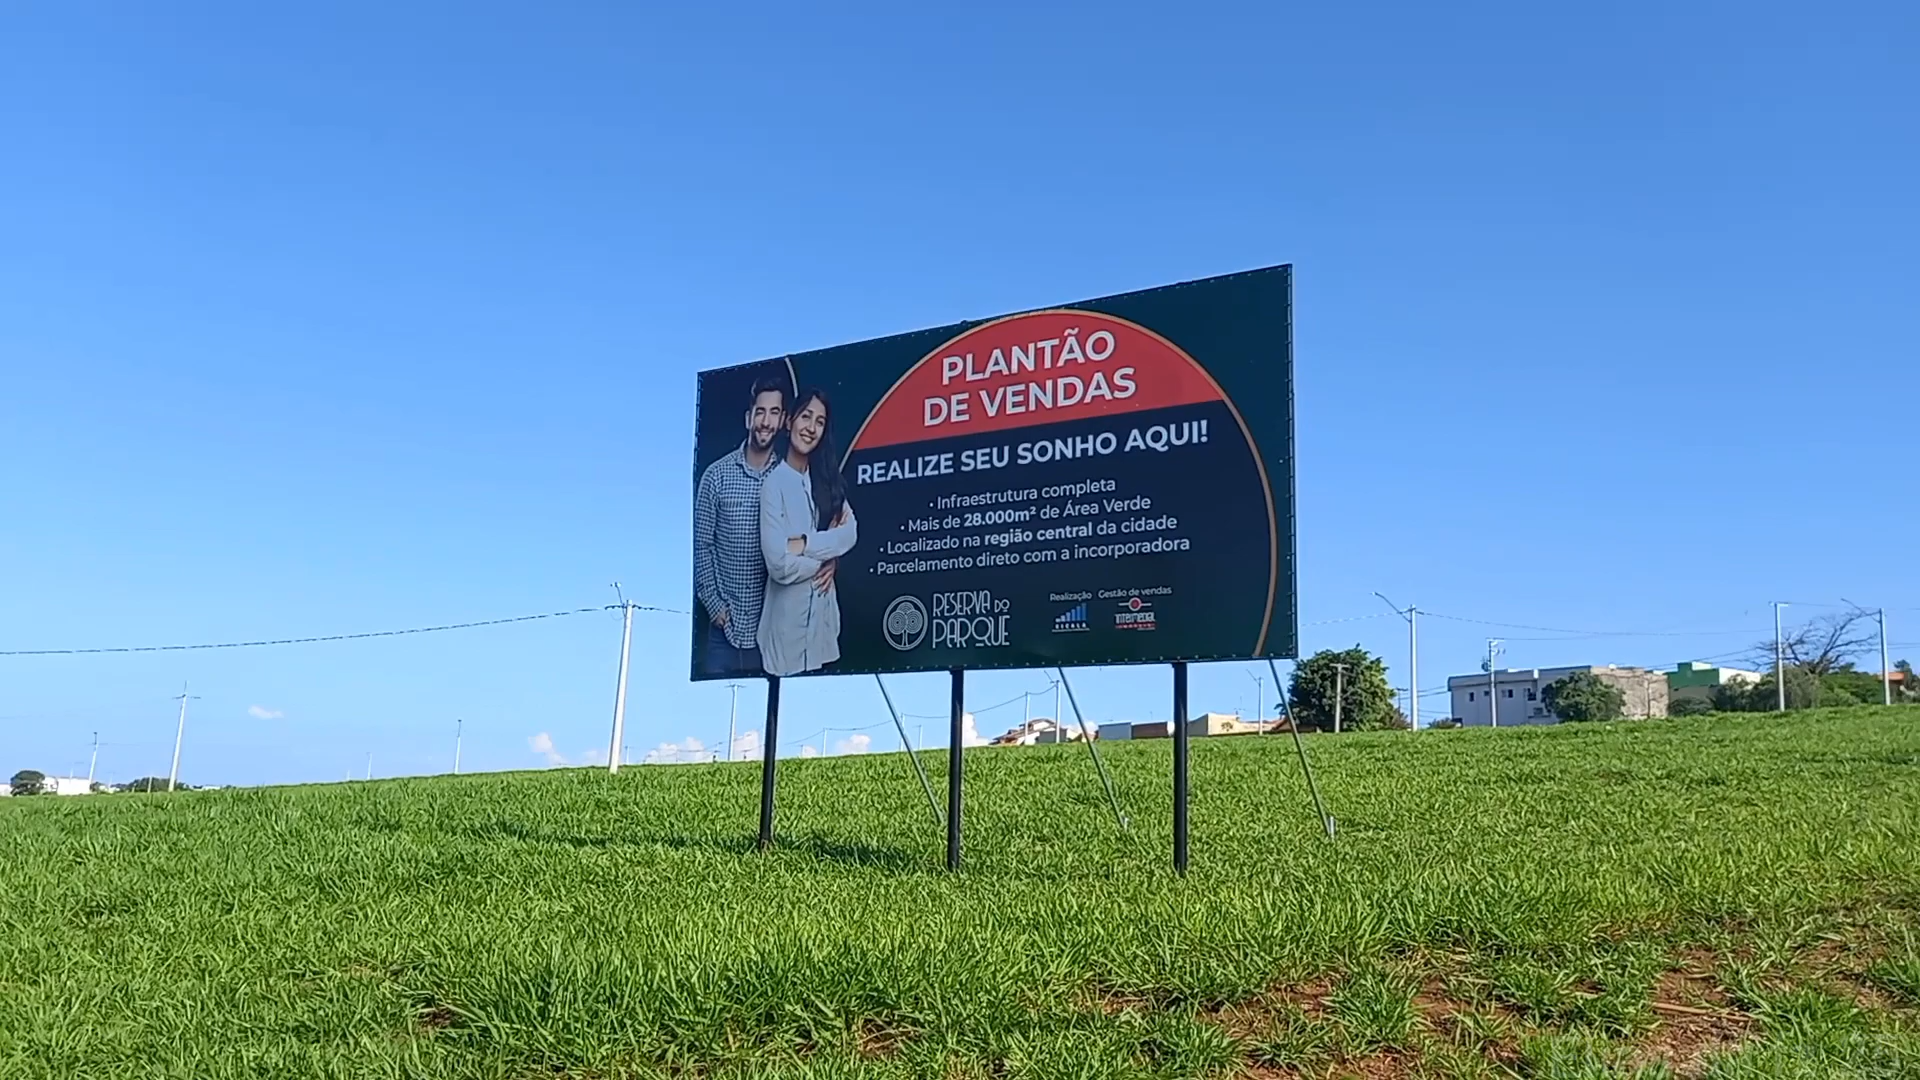 PLANTÃO
DE VENDAS
REALIZE SEU SONHO AQUI!
• Infraestrutura completa
• Mais de 28.000m² de Área Verde
• Localizado na região central da cidade
• Parcelamento direto com a incorporadora
RESERVA DO
PARQUE
Realização
ESCALA
Gestão de vendas